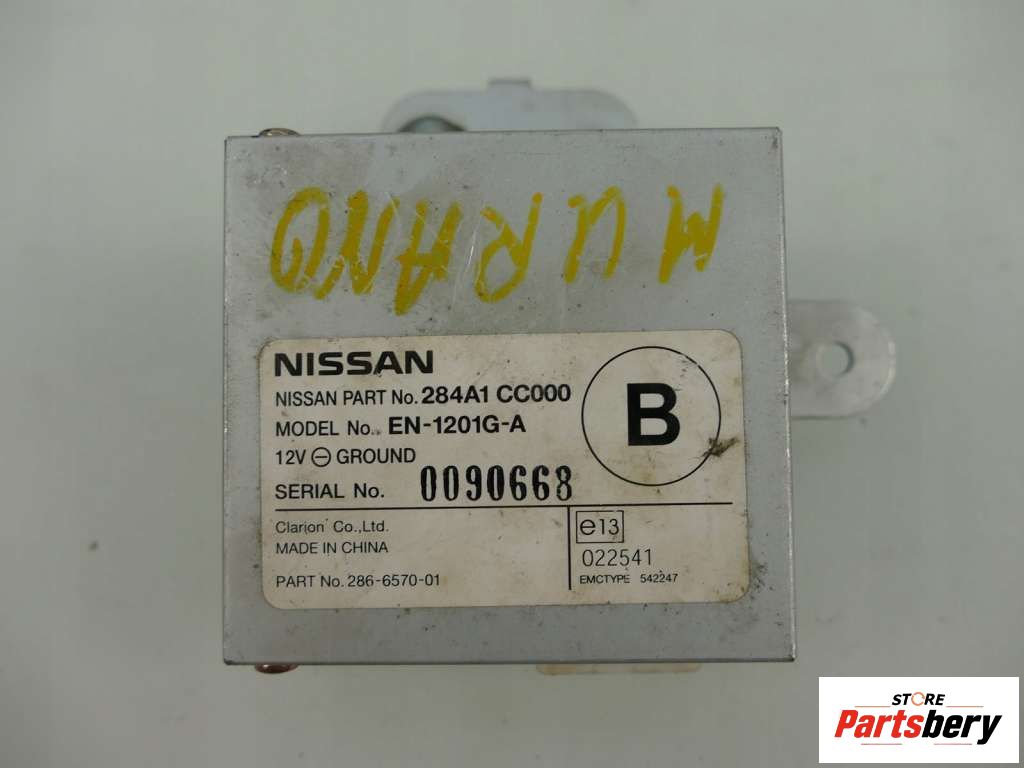 MURANO
NISSAN
NISSAN PART No. 284A1 CC000
MODEL No. EN-1201G-A
12V ⊖ GROUND
SERIAL No. 0090668
B
Clarion Co.,Ltd.
MADE IN CHINA
PART No. 286-6570-01
e13
022541
EMCTYPE 542247
STORE
Partsbery